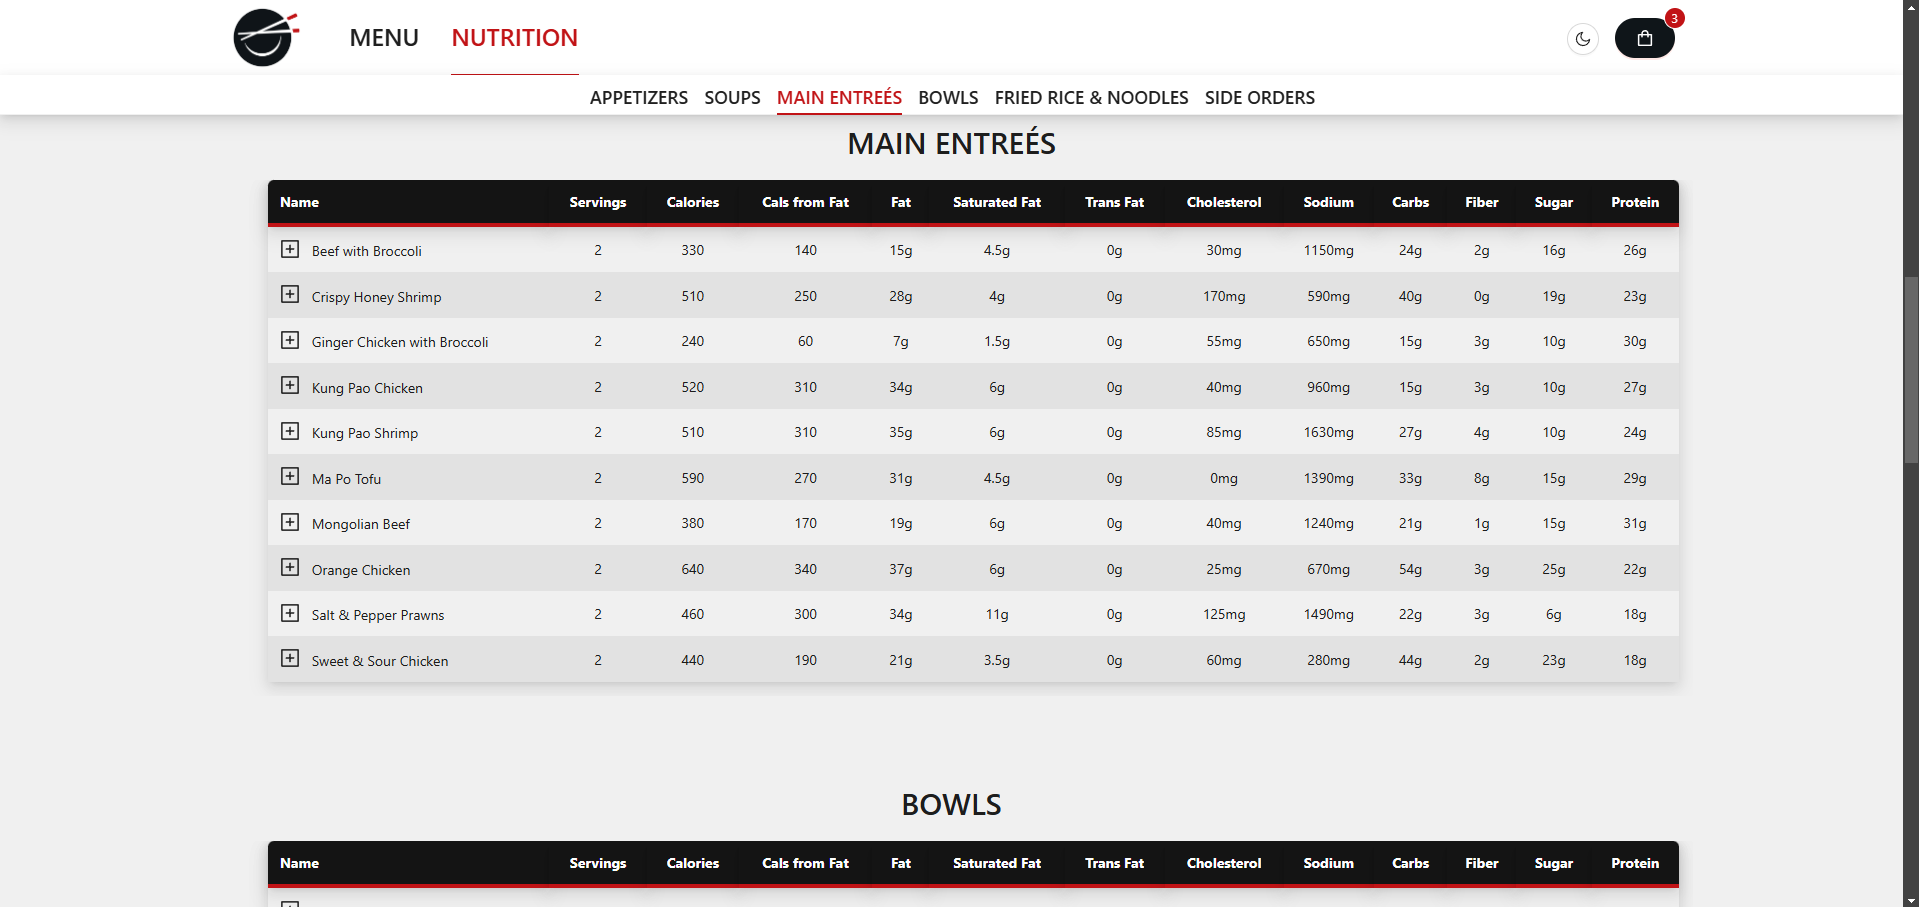 MENU NUTRITION 3
APPETIZERS SOUPS MAIN ENTREÉS BOWLS FRIED RICE & NOODLES SIDE ORDERS
MAIN ENTREÉS
Name Servings Calories Cals from Fat Fat Saturated Fat Trans Fat Cholesterol Sodium Carbs Fiber Sugar Protein
Beef with Broccoli 2 330 140 15g 4.5g 0g 30mg 1150mg 24g 2g 16g 26g
Crispy Honey Shrimp 2 510 250 28g 4g 0g 170mg 590mg 40g 0g 19g 23g
Ginger Chicken with Broccoli 2 240 60 7g 1.5g 0g 55mg 650mg 15g 3g 10g 30g
Kung Pao Chicken 2 520 310 34g 6g 0g 40mg 960mg 15g 3g 10g 27g
Kung Pao Shrimp 2 510 310 35g 6g 0g 85mg 1630mg 27g 4g 10g 24g
Ma Po Tofu 2 590 270 31g 4.5g 0g 0mg 1390mg 33g 8g 15g 29g
Mongolian Beef 2 380 170 19g 6g 0g 40mg 1240mg 21g 1g 15g 31g
Orange Chicken 2 640 340 37g 6g 0g 25mg 670mg 54g 3g 25g 22g
Salt & Pepper Prawns 2 460 300 34g 11g 0g 125mg 1490mg 22g 3g 6g 18g
Sweet & Sour Chicken 2 440 190 21g 3.5g 0g 60mg 280mg 44g 2g 23g 18g
BOWLS
Name Servings Calories Cals from Fat Fat Saturated Fat Trans Fat Cholesterol Sodium Carbs Fiber Sugar Protein